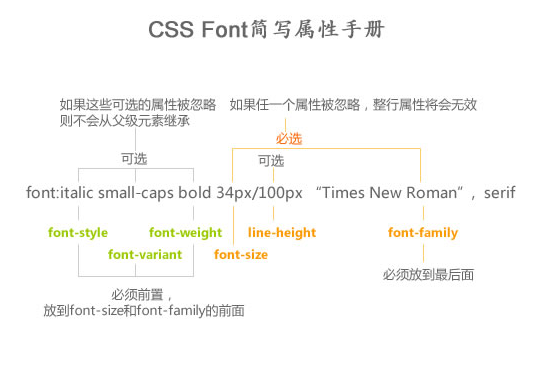 CSS Font简写属性手册
如果这些可选的属性被忽略
则不会从父级元素继承
如果任一个属性被忽略，整行属性将会无效
必选
可选
可选
font:italic small-caps bold 34px/100px “Times New Roman”, serif
font-style
font-weight
line-height
font-family
font-variant
font-size
必须放到最后面
必须前置，
放到font-size和font-family的前面